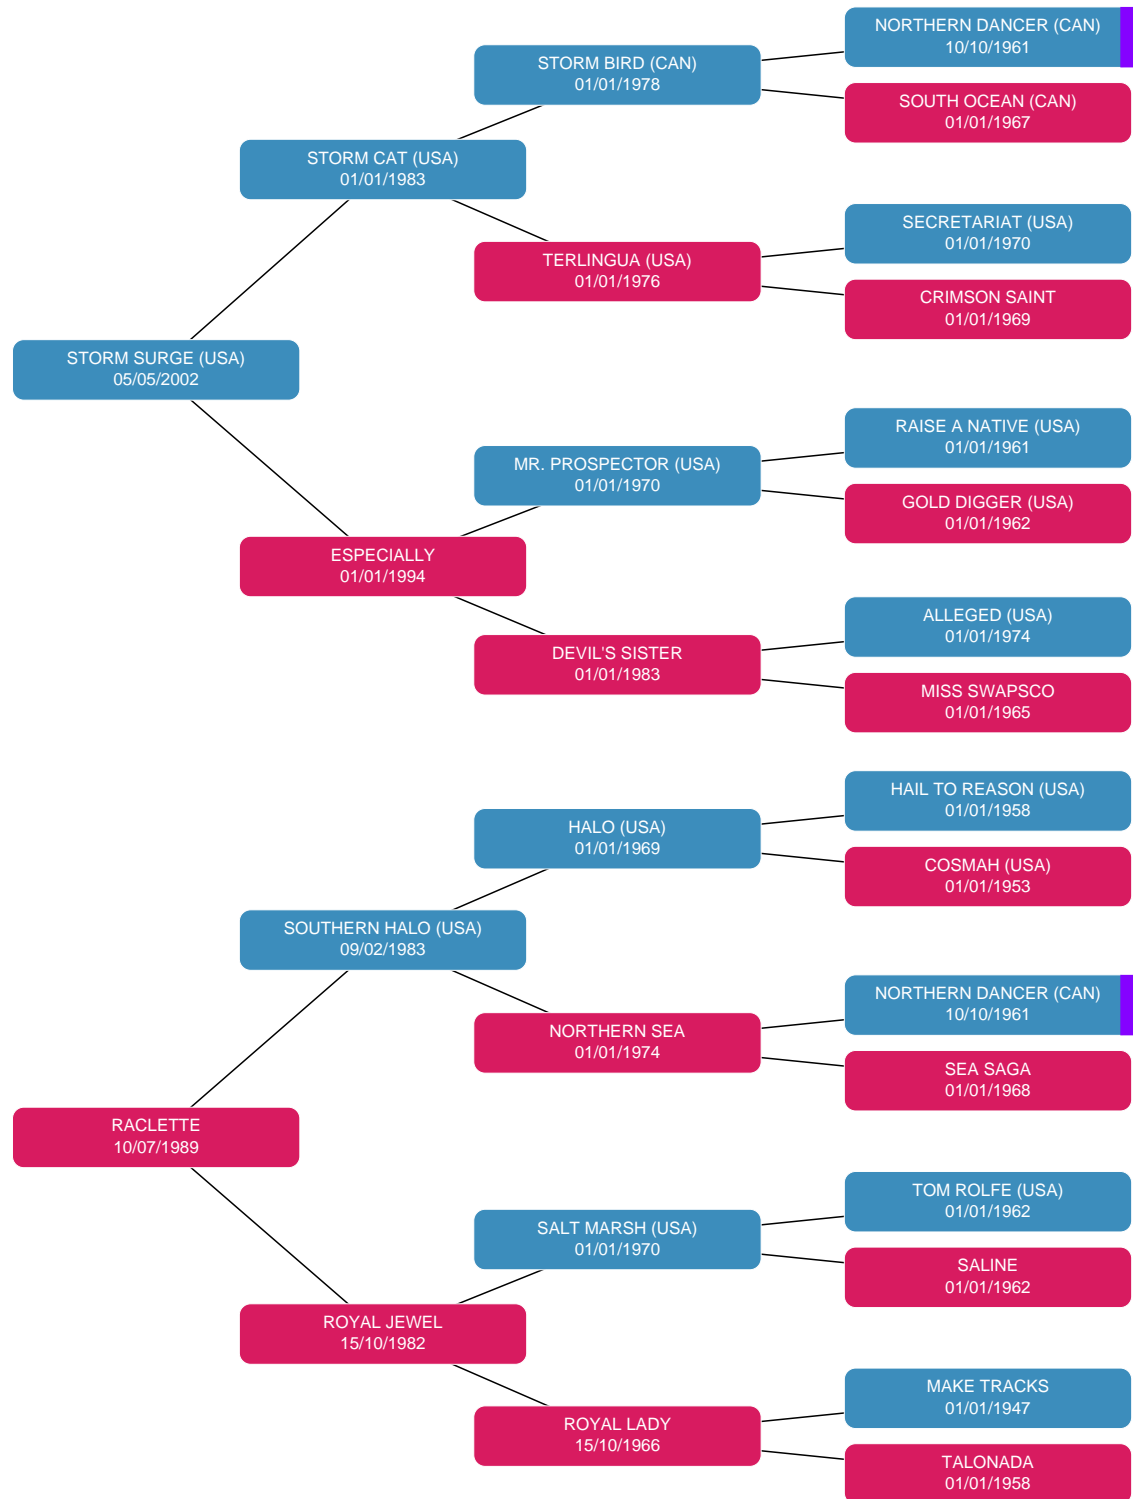 NORTHERN DANCER (CAN)
10/10/1961
STORM BIRD (CAN)
01/01/1978
SOUTH OCEAN (CAN)
01/01/1967
STORM CAT (USA)
01/01/1983
SECRETARIAT (USA)
01/01/1970
TERLINGUA (USA)
01/01/1976
CRIMSON SAINT
01/01/1969
STORM SURGE (USA)
05/05/2002
RAISE A NATIVE (USA)
01/01/1961
MR. PROSPECTOR (USA)
01/01/1970
GOLD DIGGER (USA)
01/01/1962
ESPECIALLY
01/01/1994
ALLEGED (USA)
01/01/1974
DEVIL'S SISTER
01/01/1983
MISS SWAPSCO
01/01/1965
HAIL TO REASON (USA)
01/01/1958
HALO (USA)
01/01/1969
COSMAH (USA)
01/01/1953
SOUTHERN HALO (USA)
09/02/1983
NORTHERN DANCER (CAN)
10/10/1961
NORTHERN SEA
01/01/1974
SEA SAGA
01/01/1968
RACLETTE
10/07/1989
TOM ROLFE (USA)
01/01/1962
SALT MARSH (USA)
01/01/1970
SALINE
01/01/1962
ROYAL JEWEL
15/10/1982
MAKE TRACKS
01/01/1947
ROYAL LADY
15/10/1966
TALONADA
01/01/1958